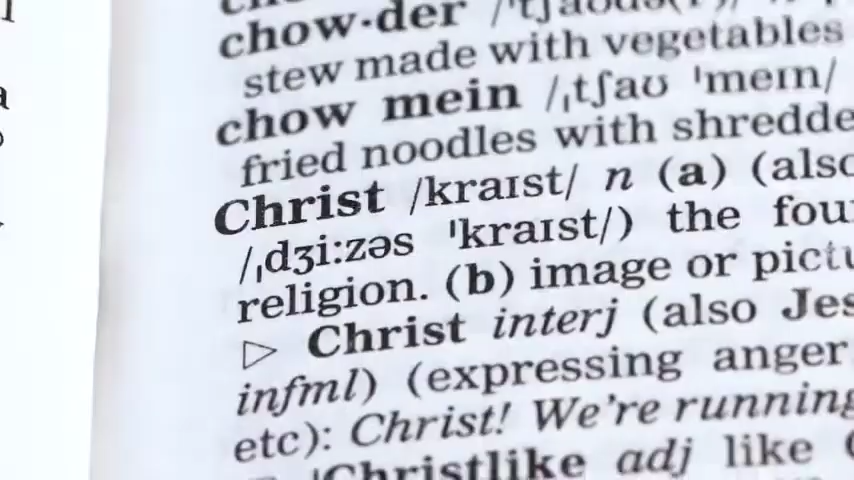 chow·der
stew made with vegetables
chow mein /ˌtʃaʊ ˈmeɪn/
fried noodles with shredde
Christ /kraɪst/ n (a) (also
/ˌdʒi:zəs ˈkraɪst/) the fou
religion. (b) image or pictu
▷ Christ interj (also Jes
infml) (expressing anger
etc): Christ! We're running
Christlike adj like